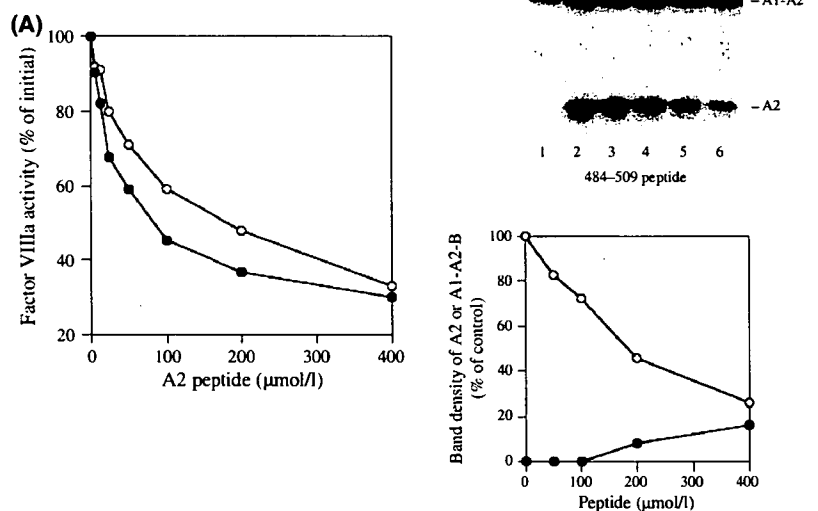 (A)
Factor VIIIa activity (% of initial)
100
80
60
40
20
0 100 200 300 400
A2 peptide (µmol/l)
– A1-A2
– A2
1 2 3 4 5 6
484–509 peptide
Band density of A2 or A1-A2-B
(% of control)
100
80
60
40
20
0
0 100 200 300 400
Peptide (µmol/l)